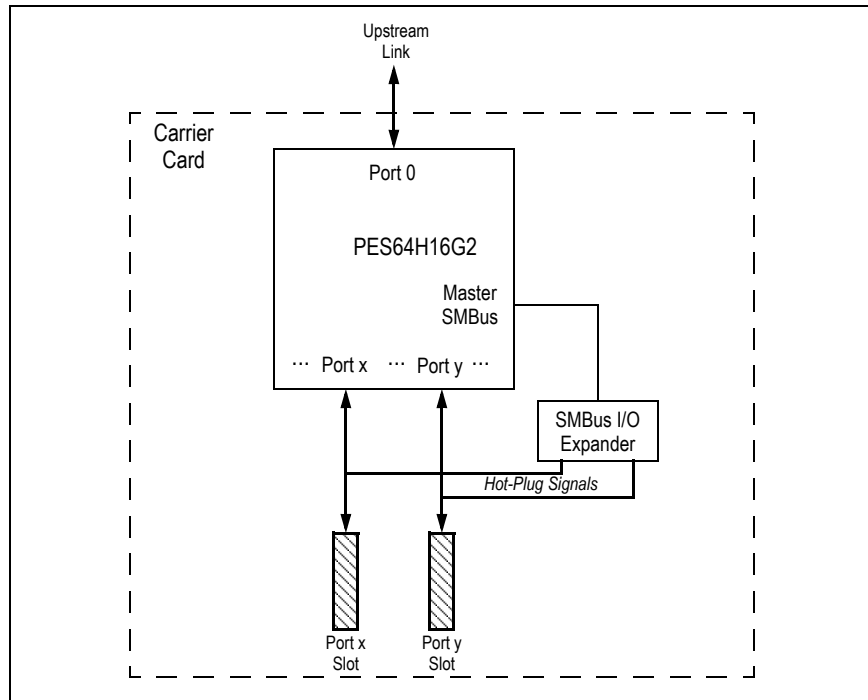 Upstream
Link
Carrier
Card
Port 0
PES64H16G2
Master
SMBus
··· Port x ··· Port y ···
SMBus I/O
Expander
Hot-Plug Signals
Port x
Slot
Port y
Slot